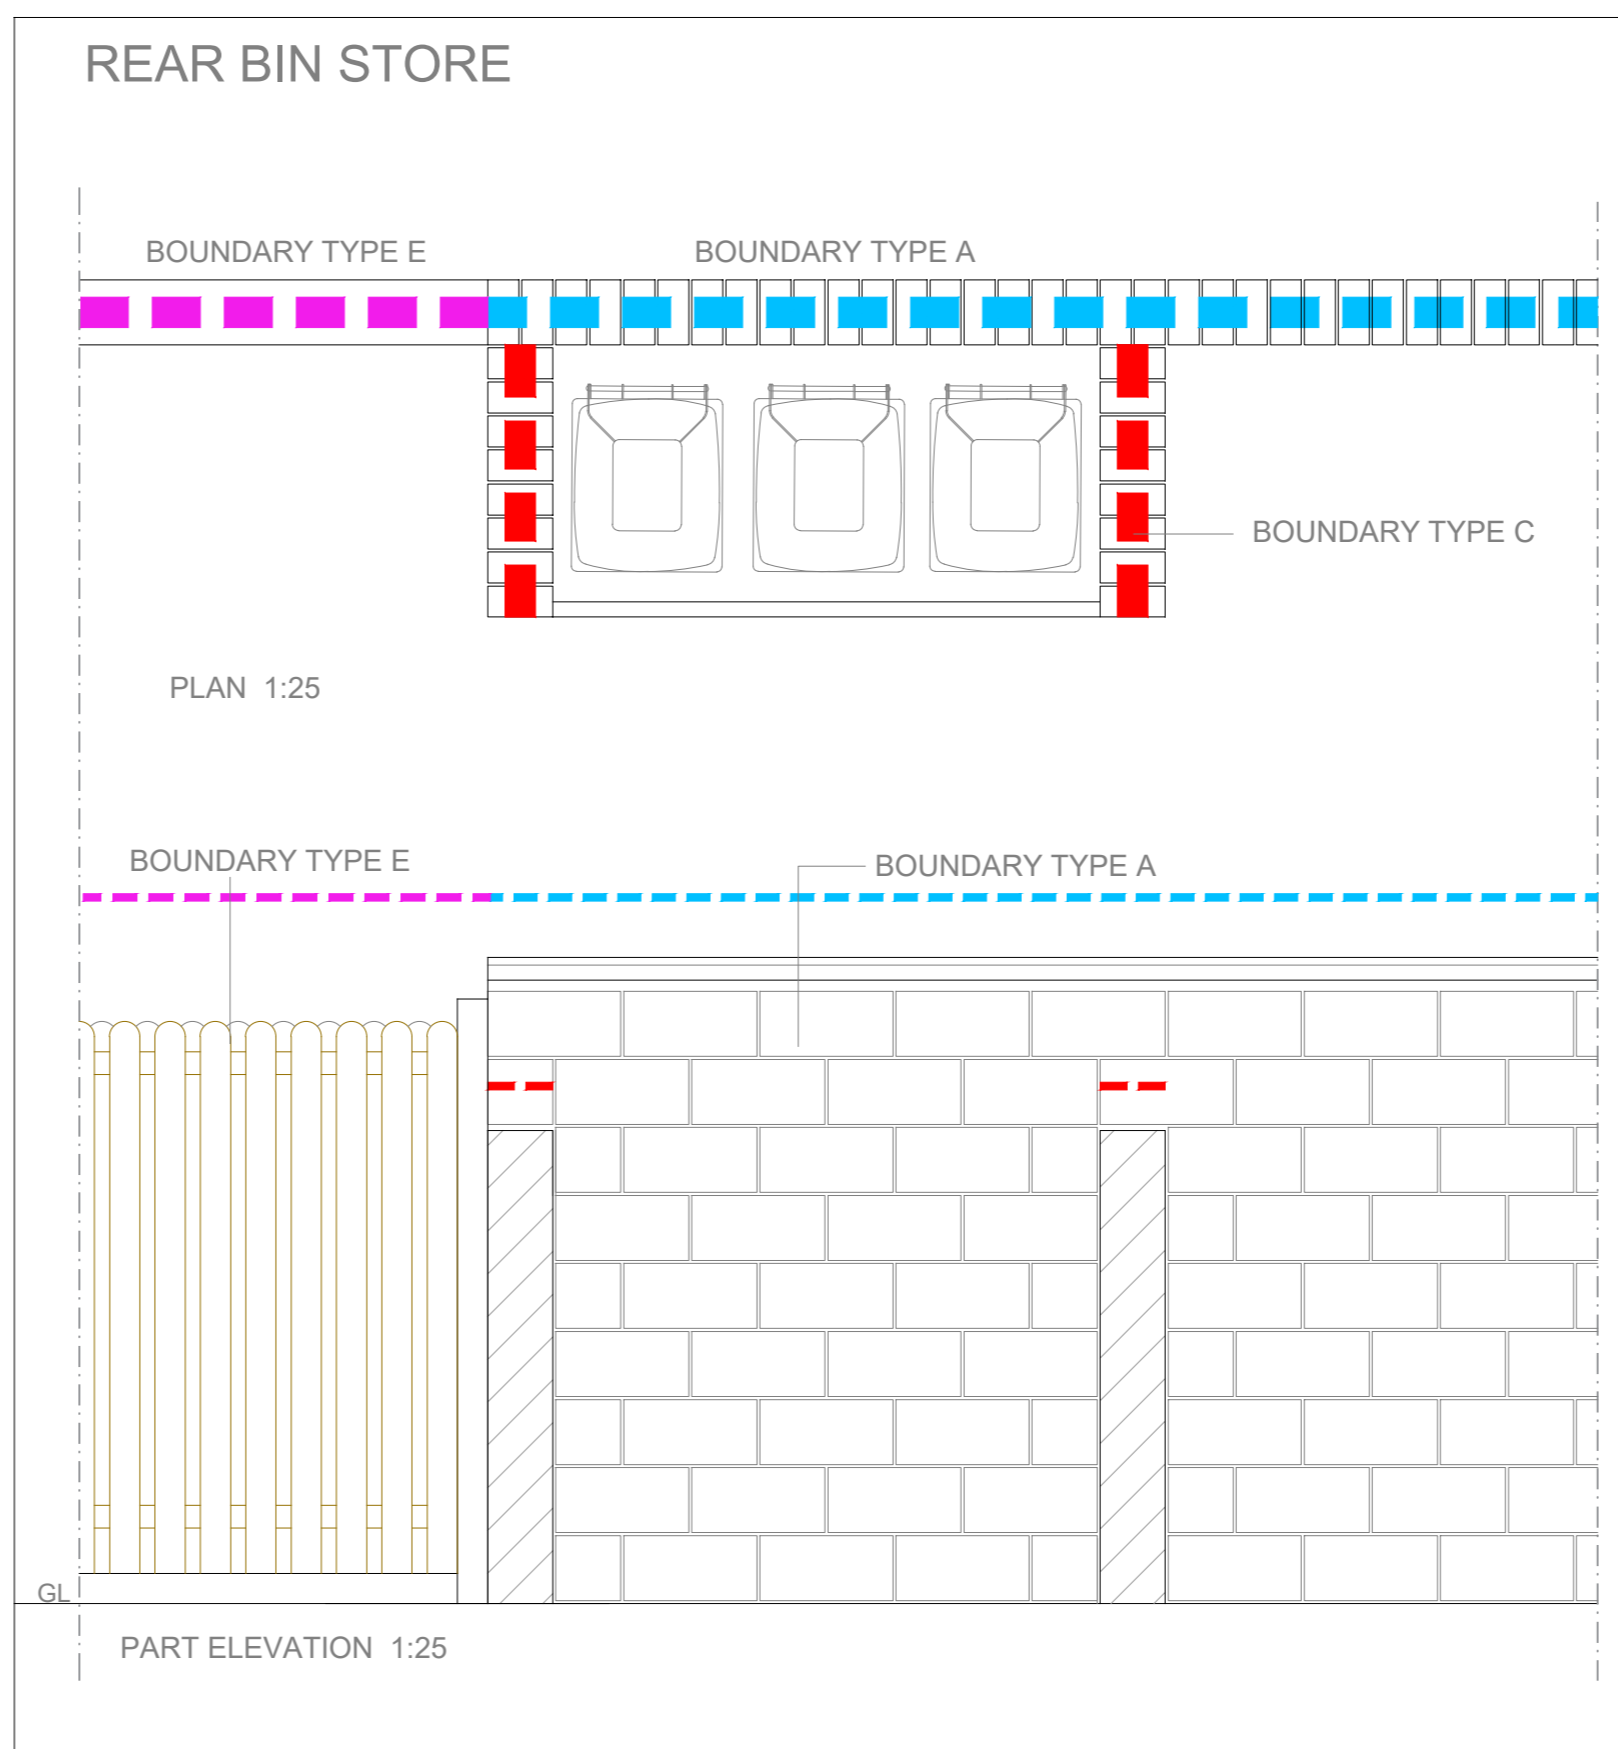 REAR BIN STORE
BOUNDARY TYPE E
BOUNDARY TYPE A
BOUNDARY TYPE C
PLAN 1:25
BOUNDARY TYPE E
BOUNDARY TYPE A
GL
PART ELEVATION 1:25